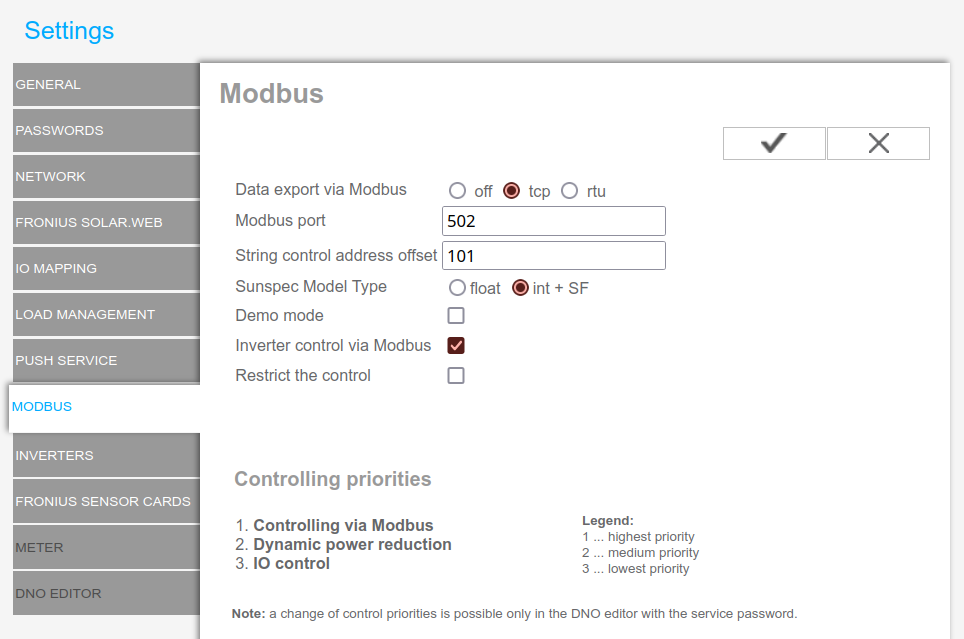 Settings
GENERAL
PASSWORDS
NETWORK
FRONIUS SOLAR.WEB
IO MAPPING
LOAD MANAGEMENT
PUSH SERVICE
MODBUS
INVERTERS
FRONIUS SENSOR CARDS
METER
DNO EDITOR
Modbus
Data export via Modbus off tcp rtu
Modbus port 502
String control address offset 101
Sunspec Model Type float int + SF
Demo mode
Inverter control via Modbus
Restrict the control
Controlling priorities
1. Controlling via Modbus
2. Dynamic power reduction
3. IO control
Legend:
1 ... highest priority
2 ... medium priority
3 ... lowest priority
Note: a change of control priorities is possible only in the DNO editor with the service password.